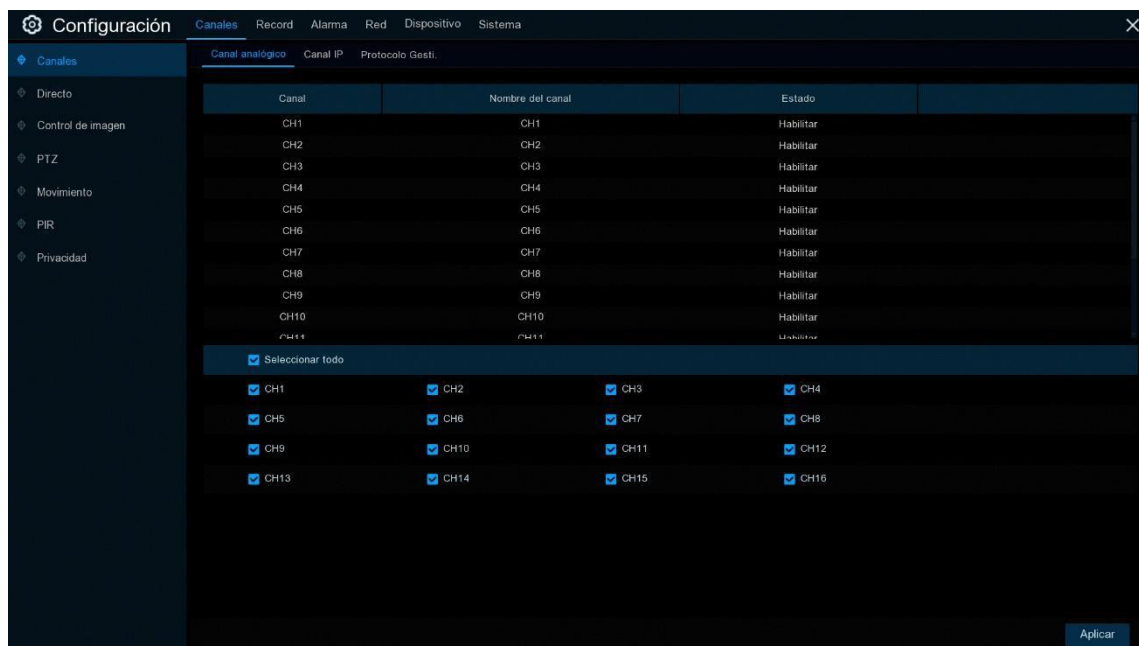 Configuración
Canales Record Alarma Red Dispositivo Sistema
Canales
Directo
Control de imagen
PTZ
Movimiento
PIR
Privacidad
Canal analógico Canal IP Protocolo Gesti.
Canal Nombre del canal Estado
CH1 CH1 Habilitar
CH2 CH2 Habilitar
CH3 CH3 Habilitar
CH4 CH4 Habilitar
CH5 CH5 Habilitar
CH6 CH6 Habilitar
CH7 CH7 Habilitar
CH8 CH8 Habilitar
CH9 CH9 Habilitar
CH10 CH10 Habilitar
CH11 CH11 Habilitar
Seleccionar todo
CH1 CH2 CH3 CH4
CH5 CH6 CH7 CH8
CH9 CH10 CH11 CH12
CH13 CH14 CH15 CH16
Aplicar